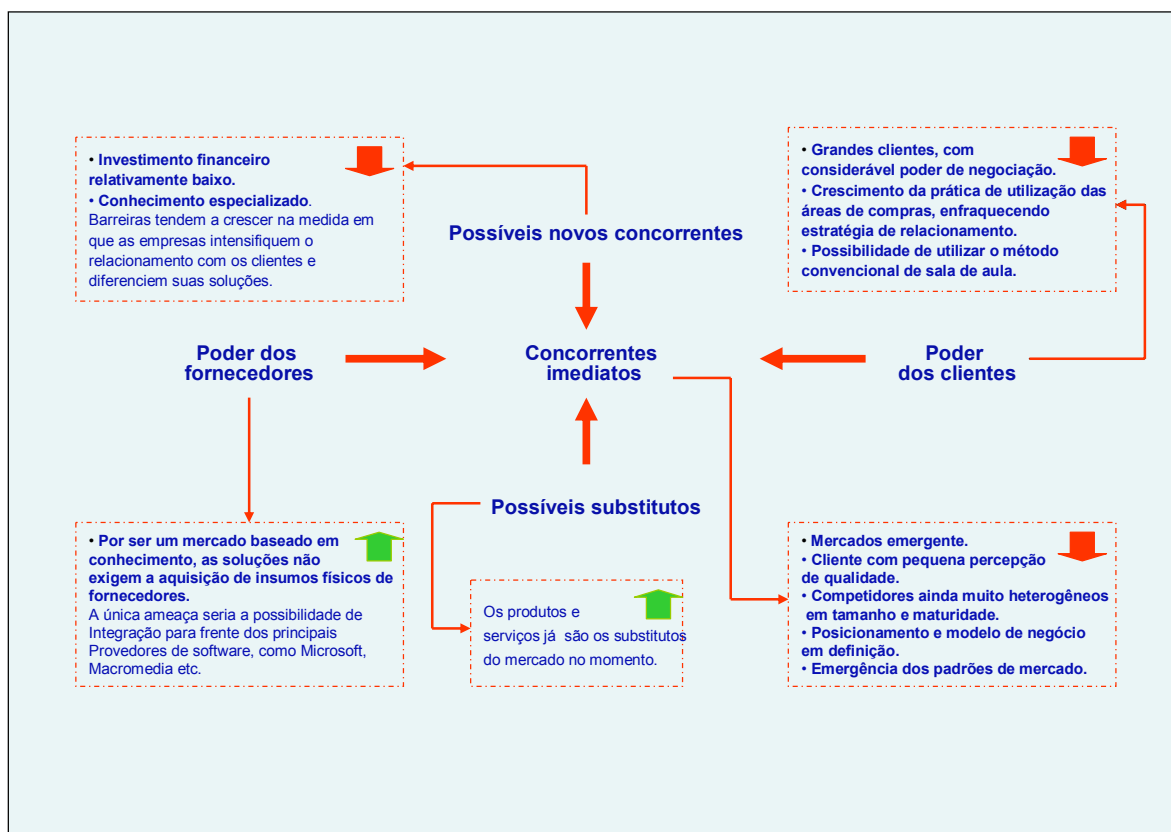 • Investimento financeiro
relativamente baixo.
• Conhecimento especializado.
Barreiras tendem a crescer na medida em
que as empresas intensifiquem o
relacionamento com os clientes e
diferenciem suas soluções.
• Grandes clientes, com
considerável poder de negociação.
• Crescimento da prática de utilização das
áreas de compras, enfraquecendo
estratégia de relacionamento.
• Possibilidade de utilizar o método
convencional de sala de aula.
Possíveis novos concorrentes
Poder dos
fornecedores
Concorrentes
imediatos
Poder
dos clientes
Possíveis substitutos
• Por ser um mercado baseado em
conhecimento, as soluções não
exigem a aquisição de insumos físicos de
fornecedores.
A única ameaça seria a possibilidade de
Integração para frente dos principais
Provedores de software, como Microsoft,
Macromedia etc.
Os produtos e
serviços já são os substitutos
do mercado no momento.
• Mercados emergente.
• Cliente com pequena percepção
de qualidade.
• Competidores ainda muito heterogêneos
em tamanho e maturidade.
• Posicionamento e modelo de negócio
em definição.
• Emergência dos padrões de mercado.